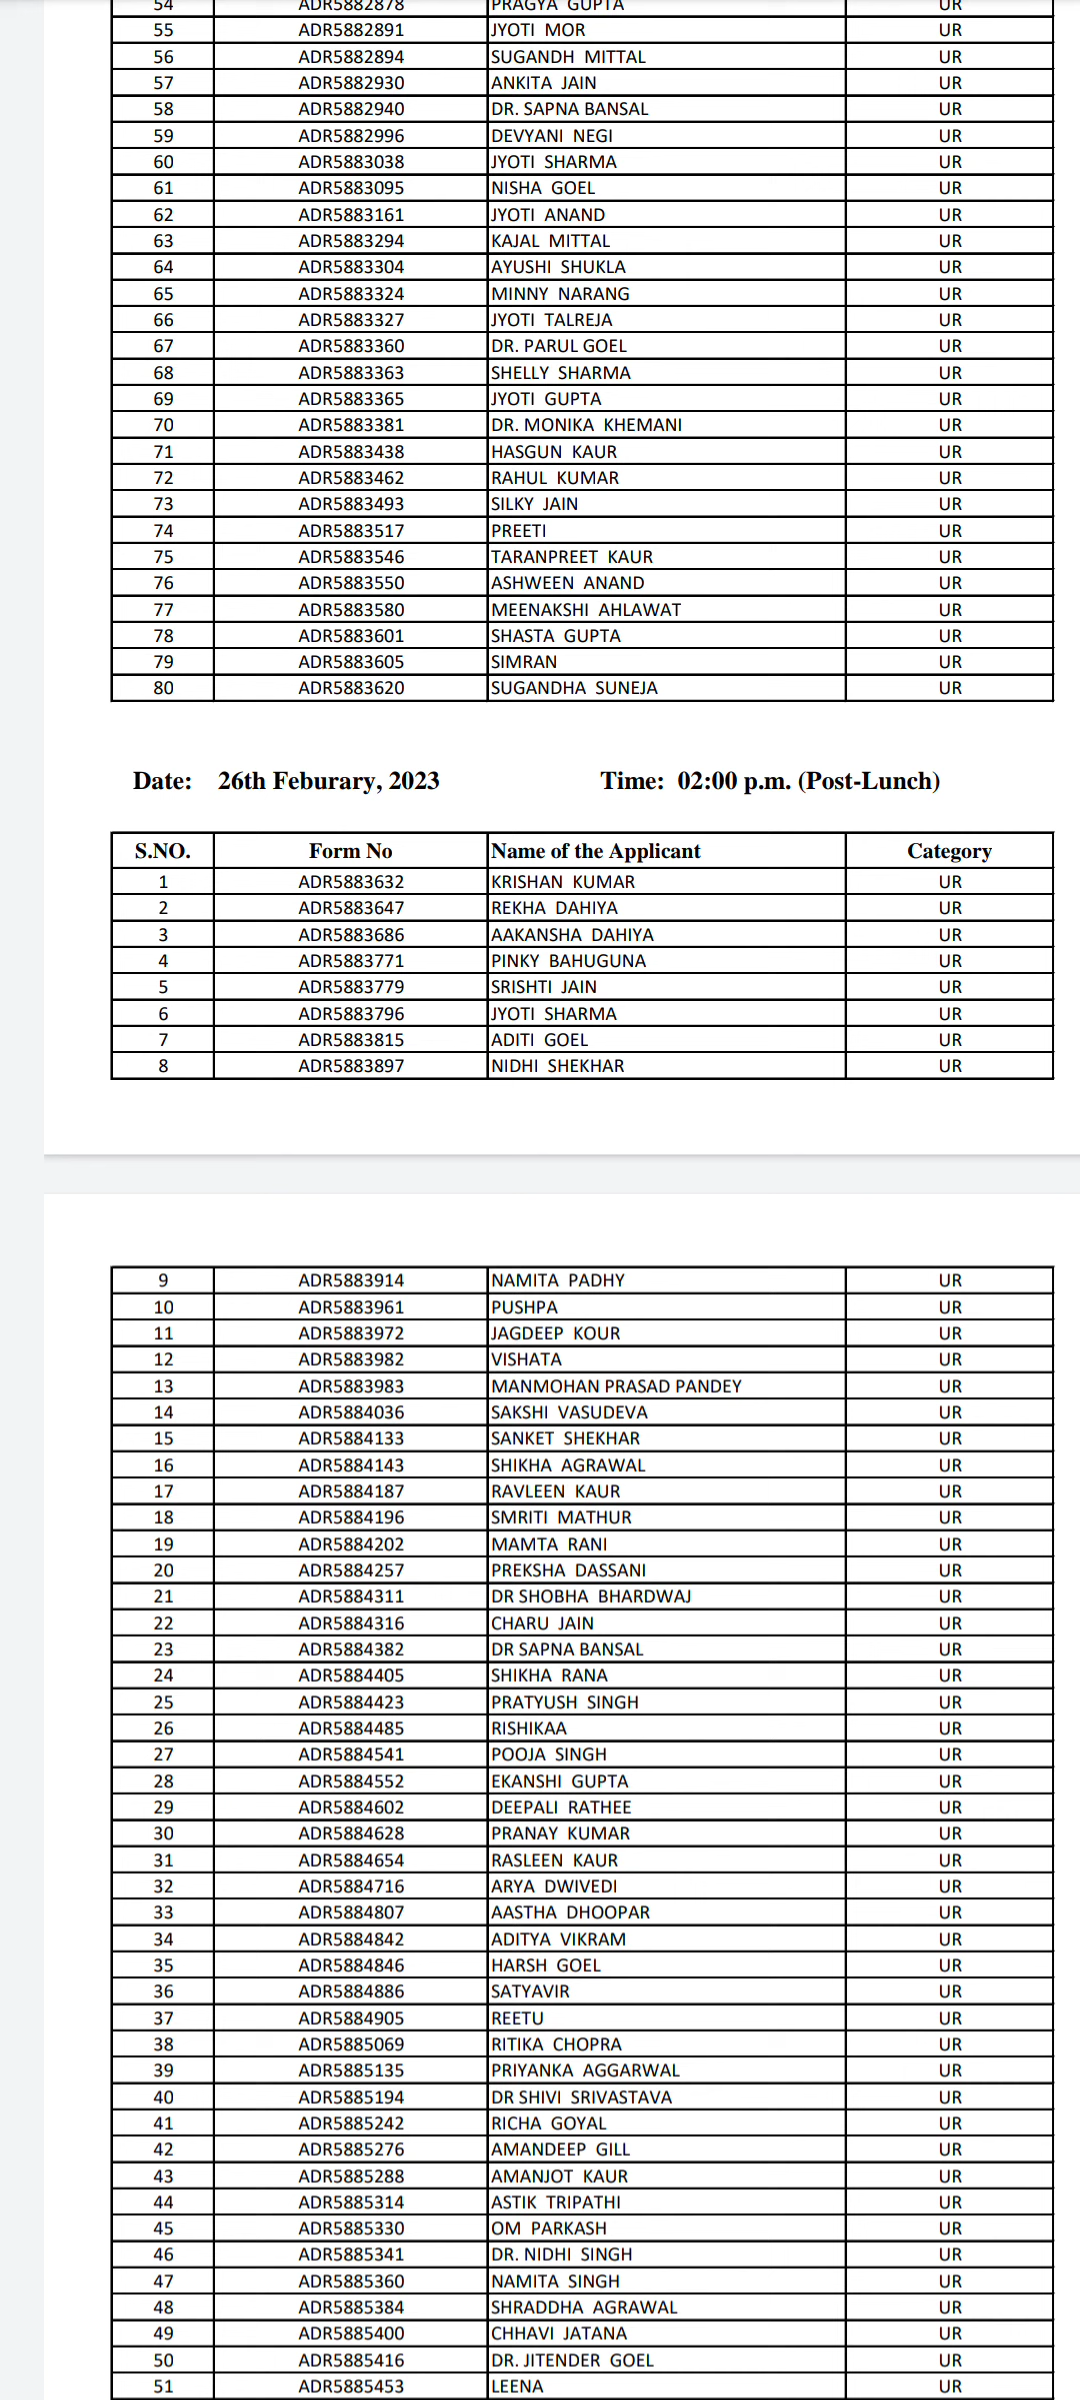 54 ADR5882878 PRAGYA GUPTA UR
55 ADR5882891 JYOTI MOR UR
56 ADR5882894 SUGANDH MITTAL UR
57 ADR5882930 ANKITA JAIN UR
58 ADR5882940 DR. SAPNA BANSAL UR
59 ADR5882996 DEVYANI NEGI UR
60 ADR5883038 JYOTI SHARMA UR
61 ADR5883095 NISHA GOEL UR
62 ADR5883161 JYOTI ANAND UR
63 ADR5883294 KAJAL MITTAL UR
64 ADR5883304 AYUSHI SHUKLA UR
65 ADR5883324 MINNY NARANG UR
66 ADR5883327 JYOTI TALREJA UR
67 ADR5883360 DR. PARUL GOEL UR
68 ADR5883363 SHELLY SHARMA UR
69 ADR5883365 JYOTI GUPTA UR
70 ADR5883381 DR. MONIKA KHEMANI UR
71 ADR5883438 HASGUN KAUR UR
72 ADR5883462 RAHUL KUMAR UR
73 ADR5883493 SILKY JAIN UR
74 ADR5883517 PREETI UR
75 ADR5883546 TARANPREET KAUR UR
76 ADR5883550 ASHWEEN ANAND UR
77 ADR5883580 MEENAKSHI AHLAWAT UR
78 ADR5883601 SHASTA GUPTA UR
79 ADR5883605 SIMRAN UR
80 ADR5883620 SUGANDHA SUNEJA UR
Date: 26th Feburary, 2023 Time: 02:00 p.m. (Post-Lunch)
S.NO. Form No Name of the Applicant Category
1 ADR5883632 KRISHAN KUMAR UR
2 ADR5883647 REKHA DAHIYA UR
3 ADR5883686 AAKANSHA DAHIYA UR
4 ADR5883771 PINKY BAHUGUNA UR
5 ADR5883779 SRISHTI JAIN UR
6 ADR5883796 JYOTI SHARMA UR
7 ADR5883815 ADITI GOEL UR
8 ADR5883897 NIDHI SHEKHAR UR
9 ADR5883914 NAMITA PADHY UR
10 ADR5883961 PUSHPA UR
11 ADR5883972 JAGDEEP KOUR UR
12 ADR5883982 VISHATA UR
13 ADR5883983 MANMOHAN PRASAD PANDEY UR
14 ADR5884036 SAKSHI VASUDEVA UR
15 ADR5884133 SANKET SHEKHAR UR
16 ADR5884143 SHIKHA AGRAWAL UR
17 ADR5884187 RAVLEEN KAUR UR
18 ADR5884196 SMRITI MATHUR UR
19 ADR5884202 MAMTA RANI UR
20 ADR5884257 PREKSHA DASSANI UR
21 ADR5884311 DR SHOBHA BHARDWAJ UR
22 ADR5884316 CHARU JAIN UR
23 ADR5884382 DR SAPNA BANSAL UR
24 ADR5884405 SHIKHA RANA UR
25 ADR5884423 PRATYUSH SINGH UR
26 ADR5884485 RISHIKAA UR
27 ADR5884541 POOJA SINGH UR
28 ADR5884552 EKANSHI GUPTA UR
29 ADR5884602 DEEPALI RATHEE UR
30 ADR5884628 PRANAY KUMAR UR
31 ADR5884654 RASLEEN KAUR UR
32 ADR5884716 ARYA DWIVEDI UR
33 ADR5884807 AASTHA DHOOPAR UR
34 ADR5884842 ADITYA VIKRAM UR
35 ADR5884846 HARSH GOEL UR
36 ADR5884886 SATYAVIR UR
37 ADR5884905 REETU UR
38 ADR5885069 RITIKA CHOPRA UR
39 ADR5885135 PRIYANKA AGGARWAL UR
40 ADR5885194 DR SHIVI SRIVASTAVA UR
41 ADR5885242 RICHA GOYAL UR
42 ADR5885276 AMANDEEP GILL UR
43 ADR5885288 AMANJOT KAUR UR
44 ADR5885314 ASTIK TRIPATHI UR
45 ADR5885330 OM PARKASH UR
46 ADR5885341 DR. NIDHI SINGH UR
47 ADR5885360 NAMITA SINGH UR
48 ADR5885384 SHRADDHA AGRAWAL UR
49 ADR5885400 CHHAVI JATANA UR
50 ADR5885416 DR. JITENDER GOEL UR
51 ADR5885453 LEENA UR